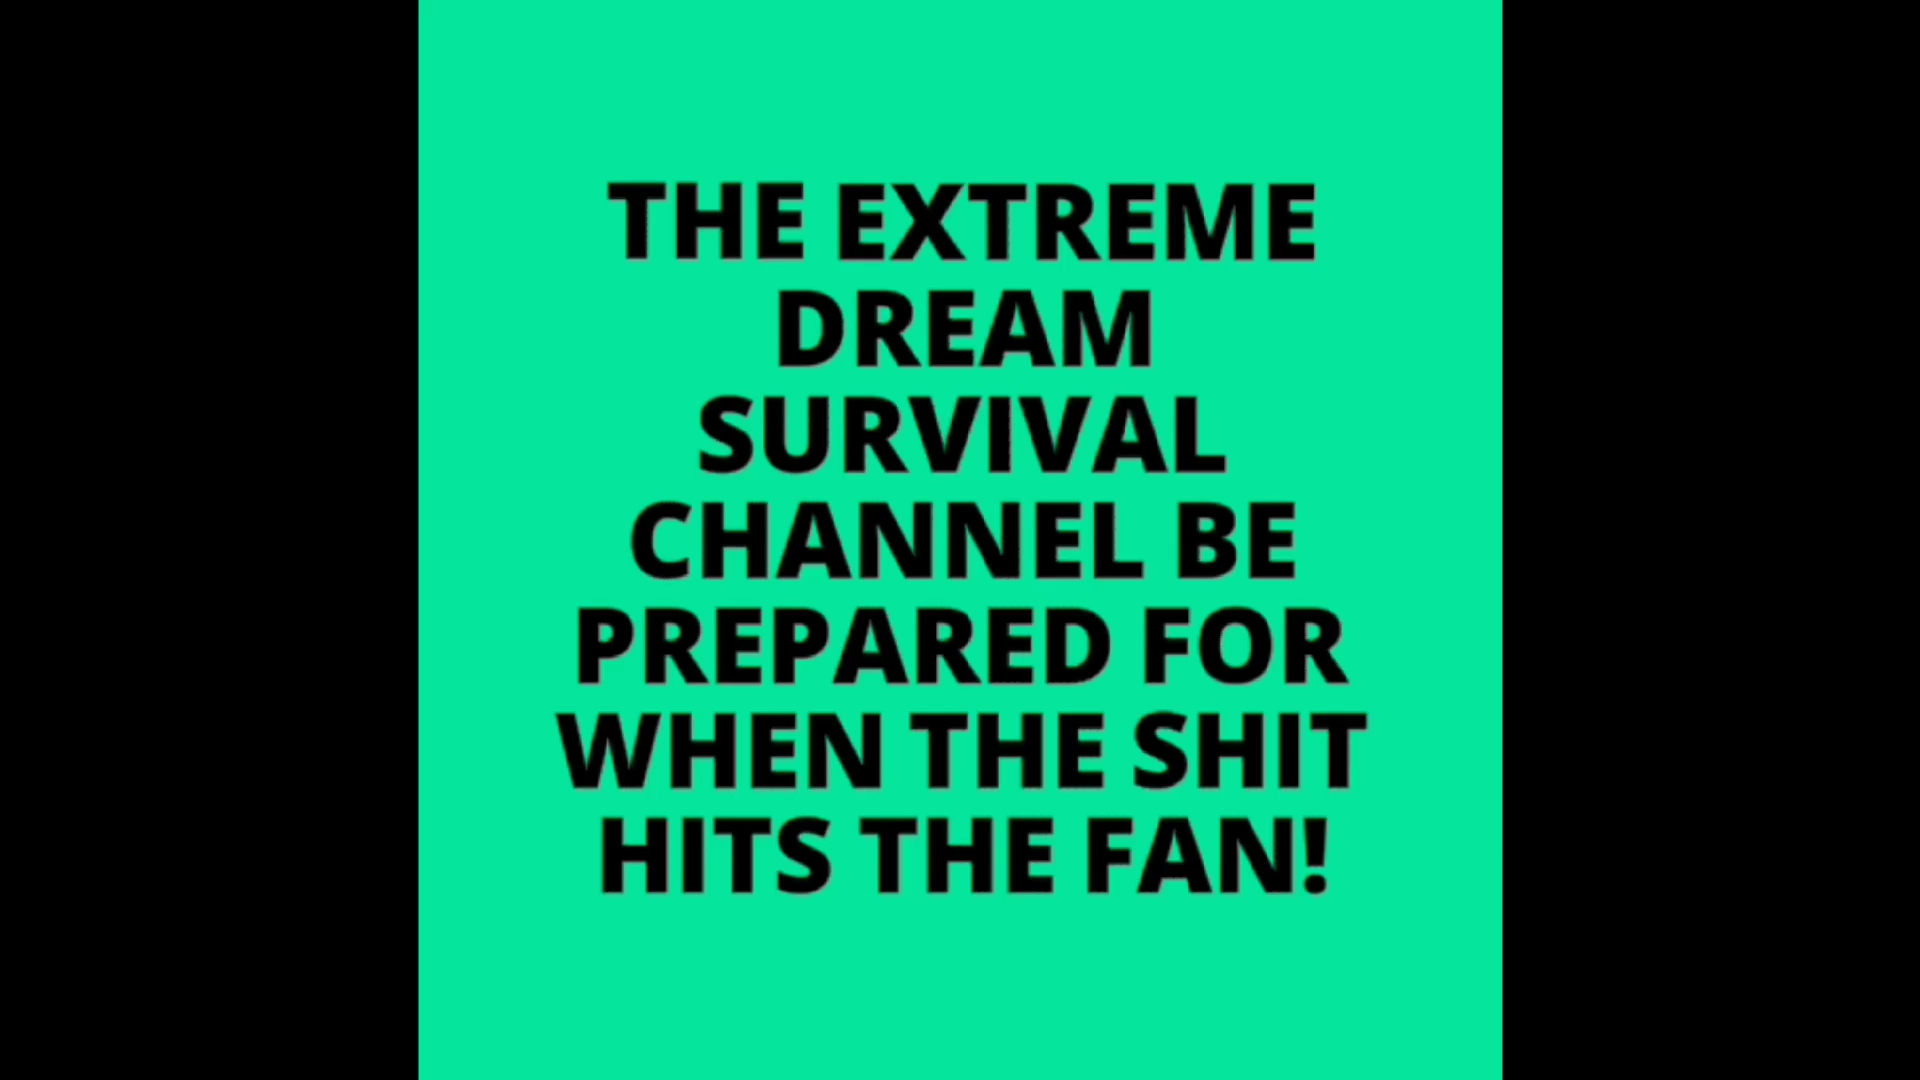 THE EXTREME
DREAM
SURVIVAL
CHANNEL BE
PREPARED FOR
WHEN THE SHIT
HITS THE FAN!